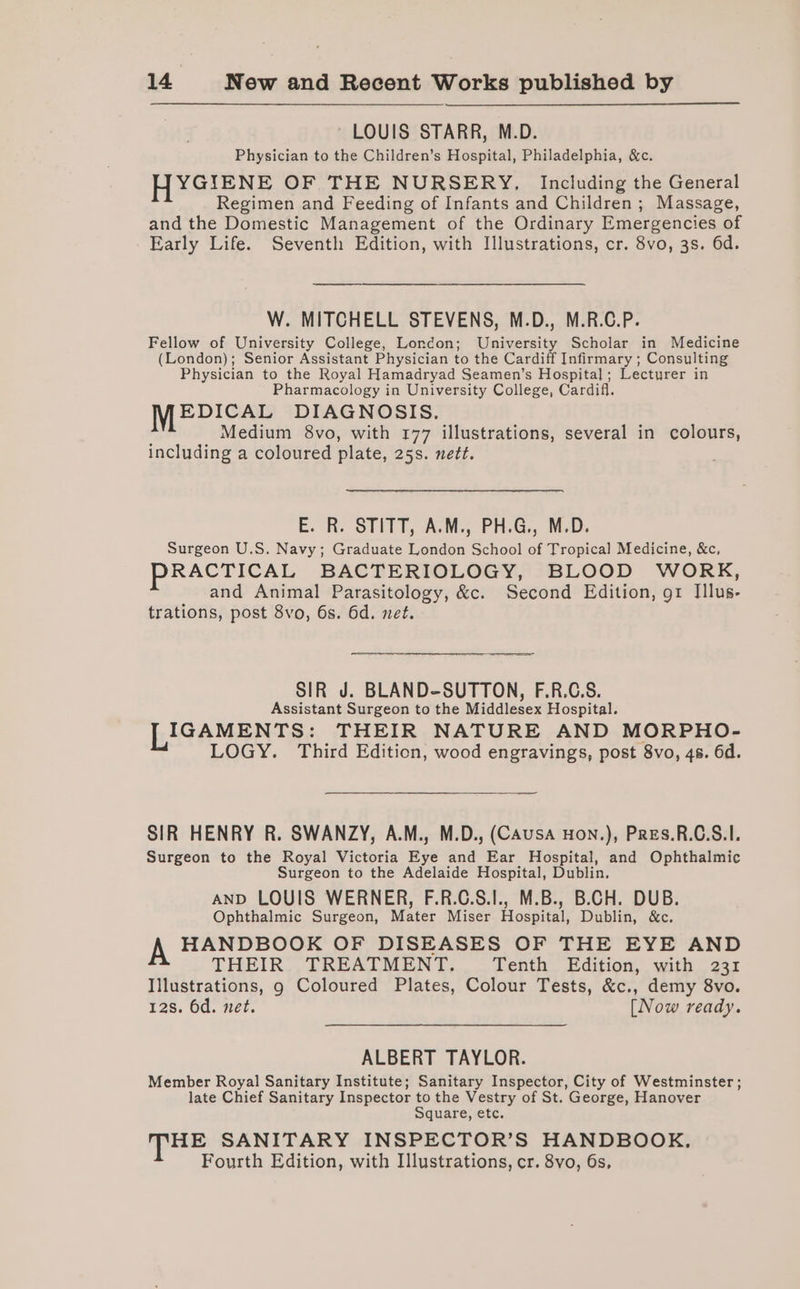 14 New and Recent Works published by
LOUIS STARR, M.D.
Physician to the Children's Hospital, Philadelphia, &c.
HYGIENE OF THE NURSERY. Including the General
Regimen and Feeding of Infants and Children; Massage,
and the Domestic Management of the Ordinary Emergencies of
Early Life. Seventh Edition, with Illustrations, cr. 8vo, 3s. 6d.
W. MITCHELL STEVENS, M.D., M.R.C.P.
Fellow of University College, London; University Scholar in Medicine
(London); Senior Assistant Physician to the Cardiff Infirmary; Consulting
Physician to the Royal Hamadryad Seamen's Hospital; Lecturer in
Pharmacology in University College, Cardiff.
MEDICAL DIAGNOSIS.
Medium 8vo, with 177 illustrations, several in colours,
including a coloured plate, 25s. nett.
E. R. STITT, A.M., PH.G., M.D.
Surgeon U.S. Navy; Graduate London School of Tropical Medicine, &c,
PRACTICAL BACTERIOLOGY, BLOOD WORK,
and Animal Parasitology, &c. Second Edition, 91 Illus-
trations, post 8vo, 6s. 6d. net.
SIR J. BLAND-SUTTON, F.R.C.S.
Assistant Surgeon to the Middlesex Hospital.
LIGAMENTS: THEIR NATURE AND MORPHO-
LOGY. Third Edition, wood engravings, post 8vo, 4s. 6d.
SIR HENRY R. SWANZY, A.M., M.D., (CAUSA HON.), PRES.R.C.S.I.
Surgeon to the Royal Victoria Eye and Ear Hospital, and Ophthalmic
Surgeon to the Adelaide Hospital, Dublin.
AND LOUIS WERNER, F.R.C.S.I., M.B., B.CH. DUB.
Ophthalmic Surgeon, Mater Miser Hospital, Dublin, &c.
A HANDBOOK OF DISEASES OF THE EYE AND
THEIR TREATMENT. Tenth Edition, with 231
Illustrations, 9 Coloured Plates, Colour Tests, &c., demy 8vo.
12s. 6d. net. [Now ready.
ALBERT TAYLOR.
Member Royal Sanitary Institute; Sanitary Inspector, City of Westminster;
late Chief Sanitary Inspector to the Vestry of St. George, Hanover
Square, etc.
THE SANITARY INSPECTOR'S HANDBOOK.
Fourth Edition, with Illustrations, cr. 8vo, 6s.